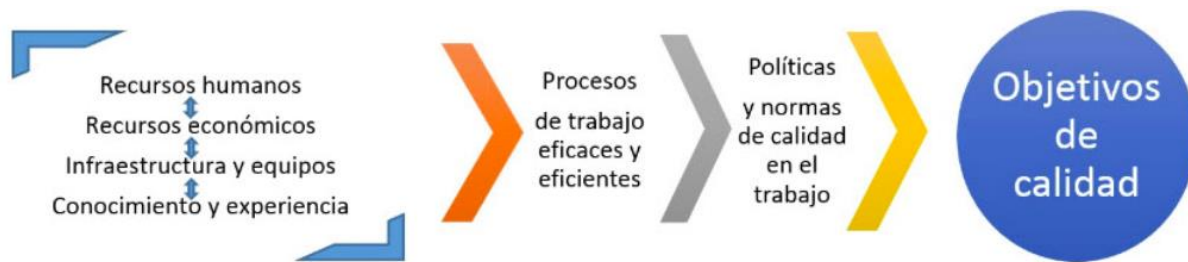 Recursos humanos
Recursos económicos
Infraestructura y equipos
Conocimiento y experiencia
Procesos
de trabajo
eficaces y
eficientes
Políticas
y normas
de calidad
en el
trabajo
Objetivos
de
calidad